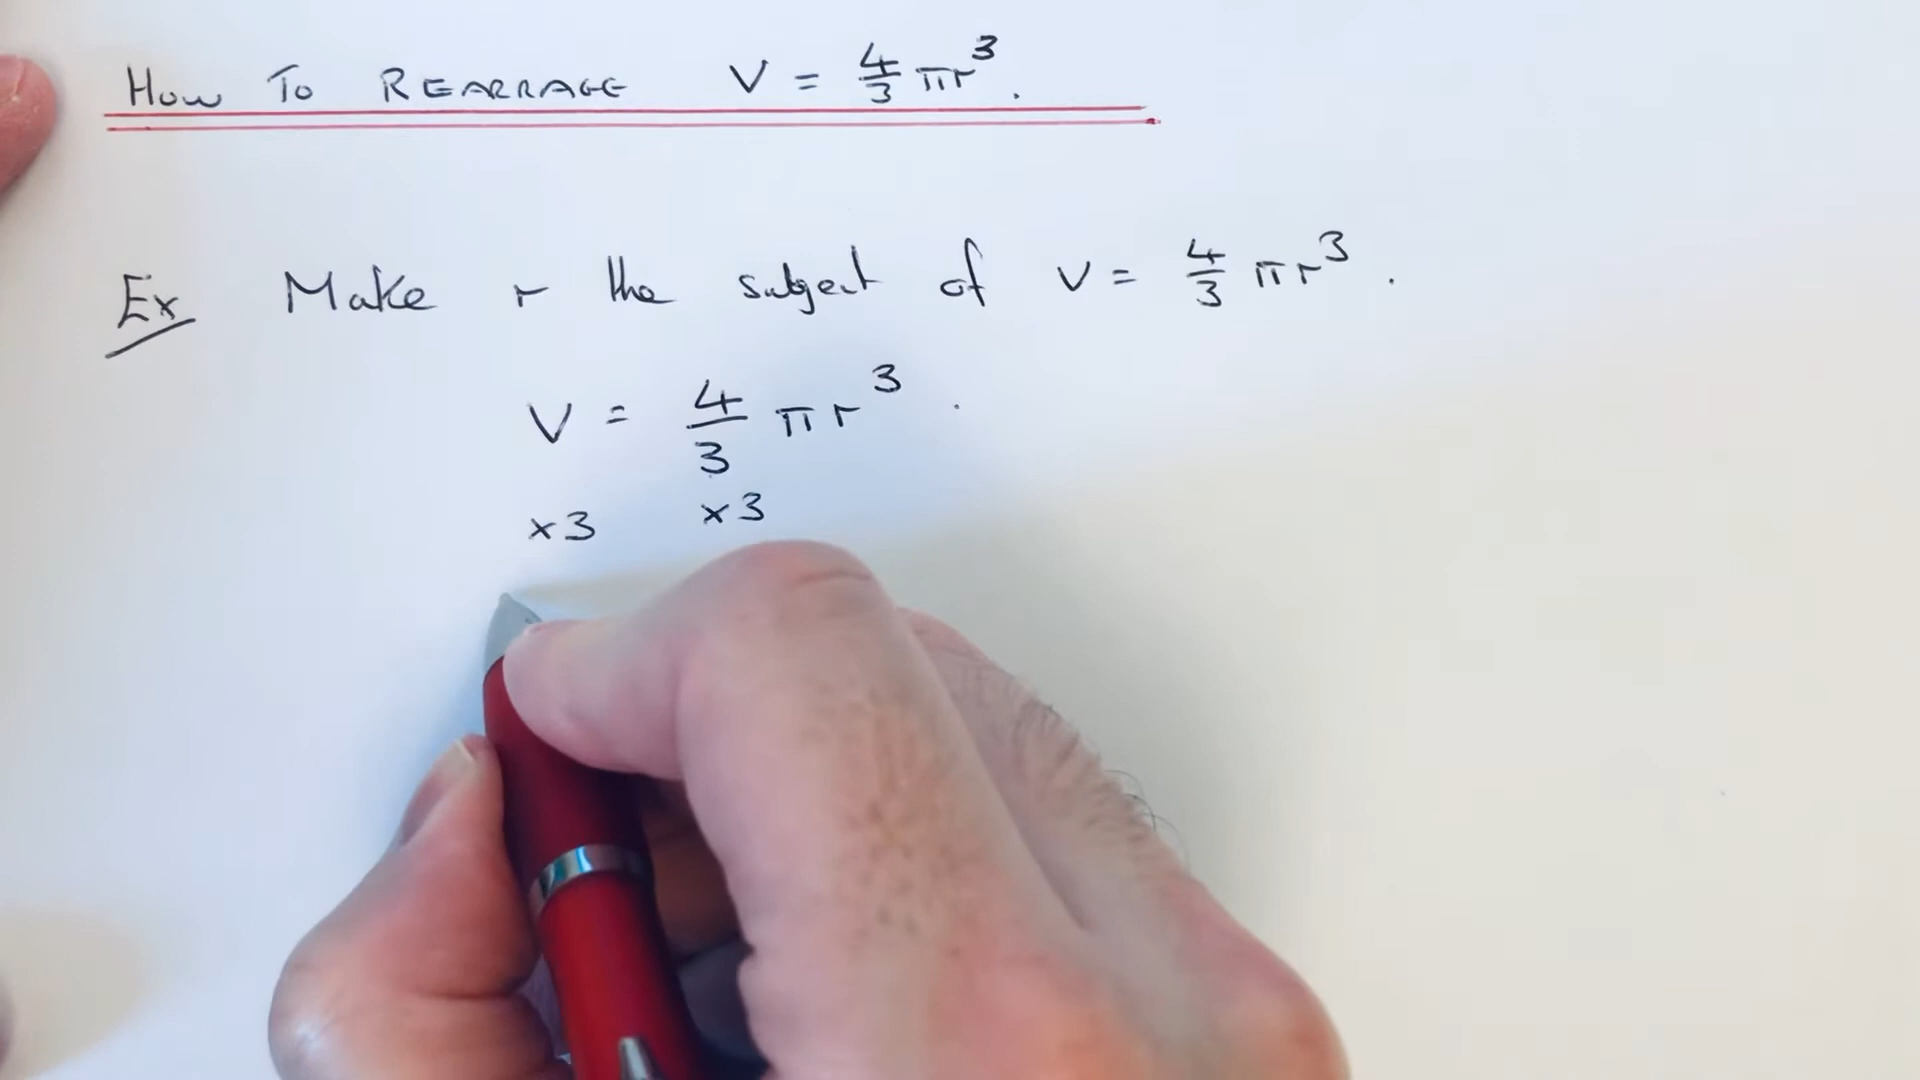 HOW TO REARRAGE V = 4/3 πr³.
Ex Make r the subject of V = 4/3 πr³.
V = 4/3 πr³.
×3 ×3